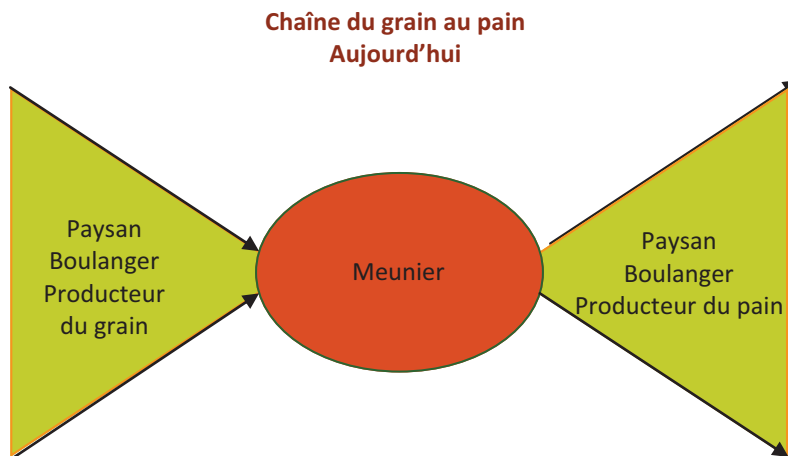 Chaîne du grain au pain
Aujourd’hui
Paysan
Boulanger
Producteur
du grain
Meunier
Paysan
Boulanger
Producteur du pain